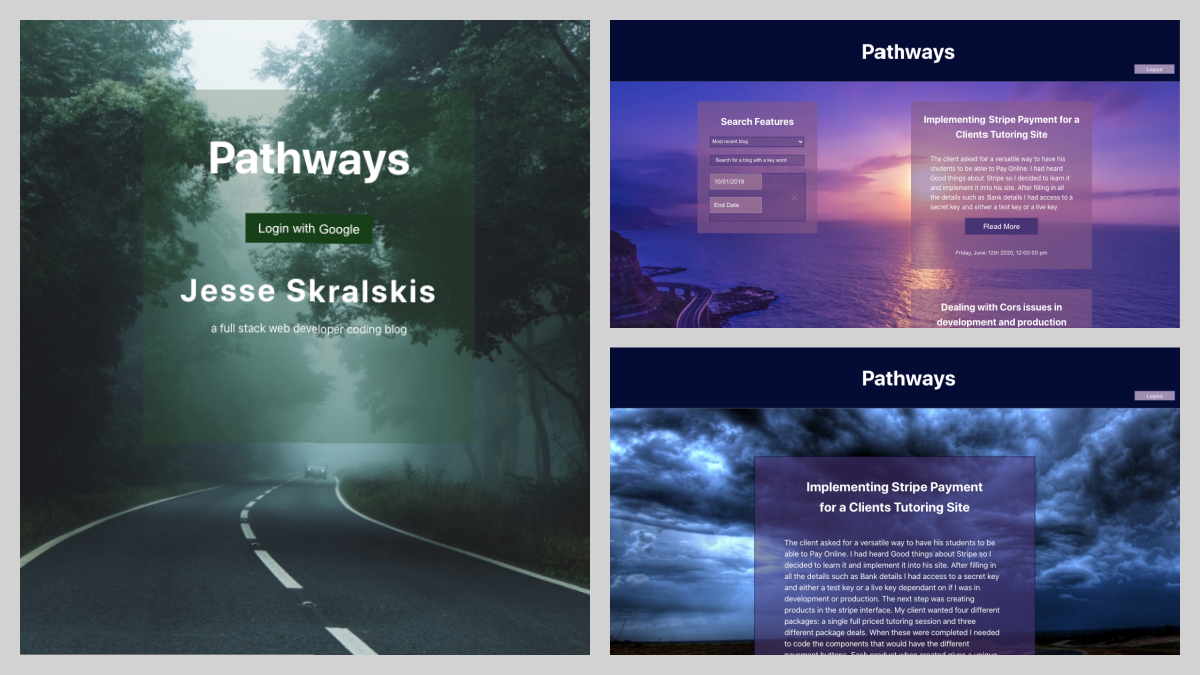 Pathways
Login with Google
Jesse Skralskis
a full stack web developer coding blog
Pathways
Logout
Search Features
Most recent blog
Search for a blog with a key word
10/01/2019
End Date
Implementing Stripe Payment for a
Clients Tutoring Site
The client asked for a versatile way to have his
students to be able to Pay Online. I had heard
Good things about Stripe so I decided to learn it
and implement it into his site. After filling in all
the details such as Bank details I had access to a
secret key and either a test key or a live key
Read More
Friday, June 12th 2020, 12:00:00 pm
Dealing with Cors issues in
development and production
Pathways
Logout
Implementing Stripe Payment
for a Clients Tutoring Site
The client asked for a versatile way to have his students to be
able to Pay Online. I had heard Good things about Stripe so I
decided to learn it and implement it into his site. After filling in
all the details such as Bank details I had access to a secret key
and either a test key or a live key dependant on if I was in
development or production. The next step was creating
products in the stripe interface. My client wanted four different
packages: a single full priced tutoring session and three
different package deals. When these were completed I needed
to code the components that would have the different
payment buttons. Each product when created gives a unique